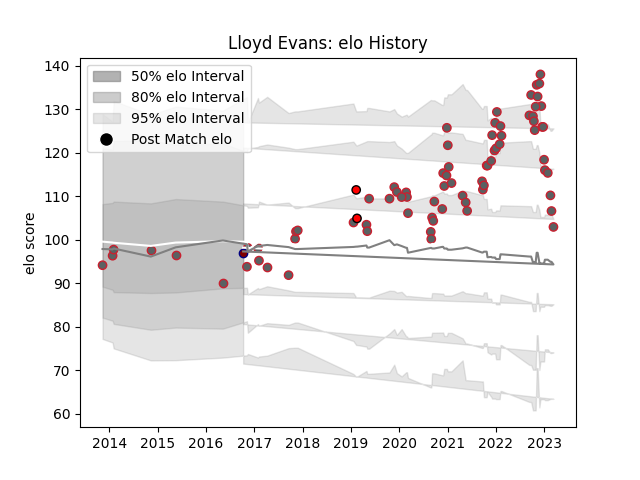 Lloyd Evans: elo History
50% elo Interval
80% elo Interval
95% elo Interval
Post Match elo
elo score
140
130
120
110
100
90
80
70
60
2014 2015 2016 2017 2018 2019 2020 2021 2022 2023